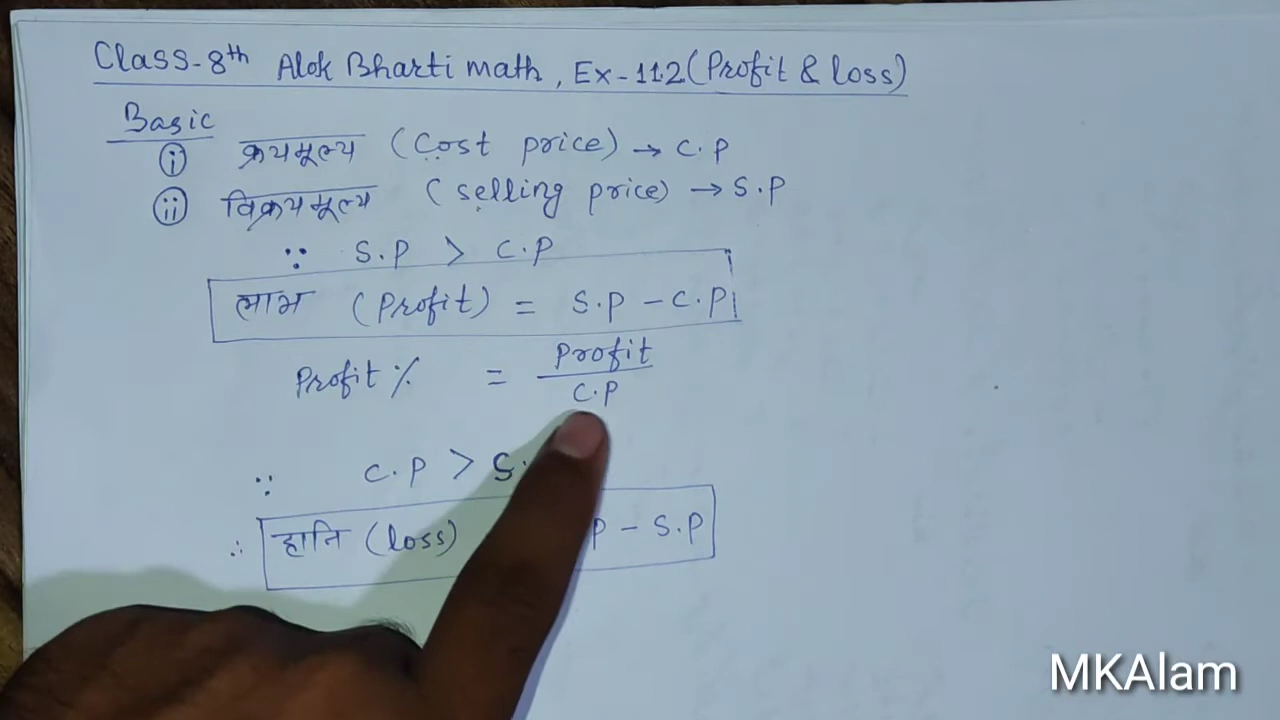 Class-8th Alok Bharti math, Ex-11.2 (Profit & loss)
Basic
(i) क्रयमूल्य (Cost price) → C.P
(ii) विक्रयमूल्य (selling price) → S.P
∵ S.P > C.P
लाभ (Profit) = S.P - C.P
Profit % = Profit / C.P
∵ C.P > S.
∴ हानि (loss) P - S.P
MKAlam